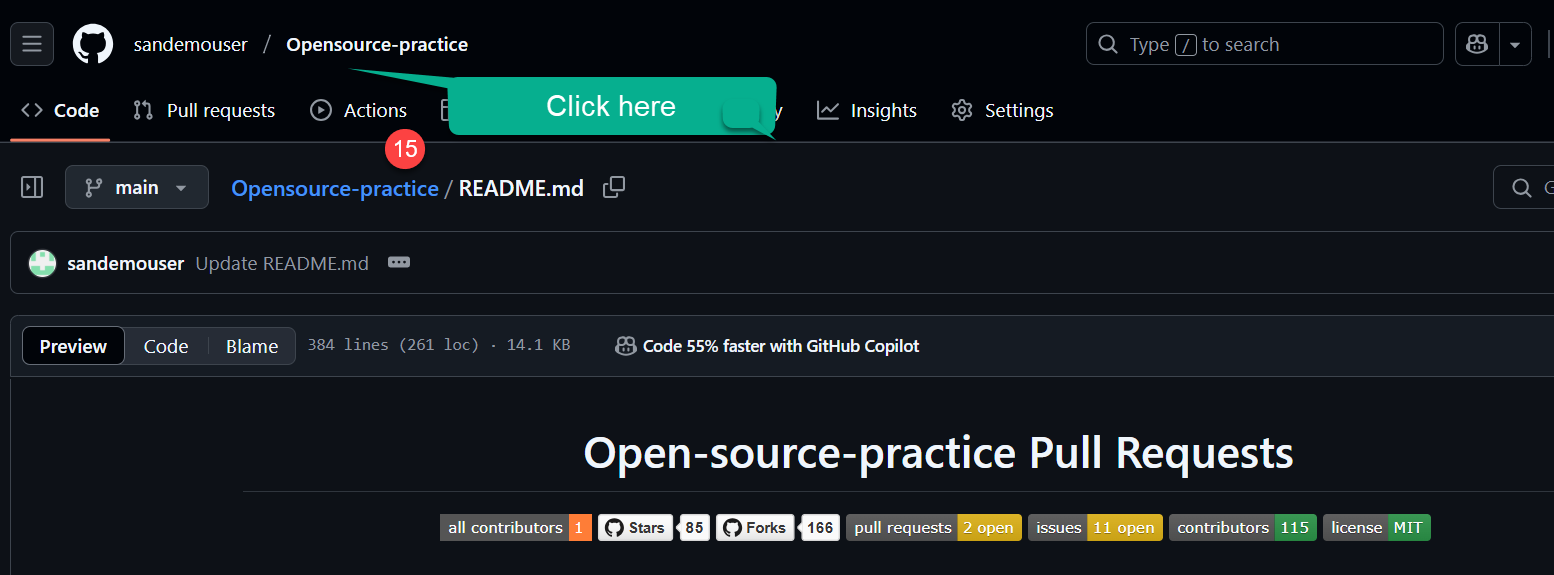 sandemouser / Opensource-practice
Type / to search
Code Pull requests Actions Insights Settings
Click here
15
main Opensource-practice / README.md
sandemouser Update README.md
Preview Code Blame 384 lines (261 loc) · 14.1 KB Code 55% faster with GitHub Copilot
Open-source-practice Pull Requests
all contributors 1 Stars 85 Forks 166 pull requests 2 open issues 11 open contributors 115 license MIT